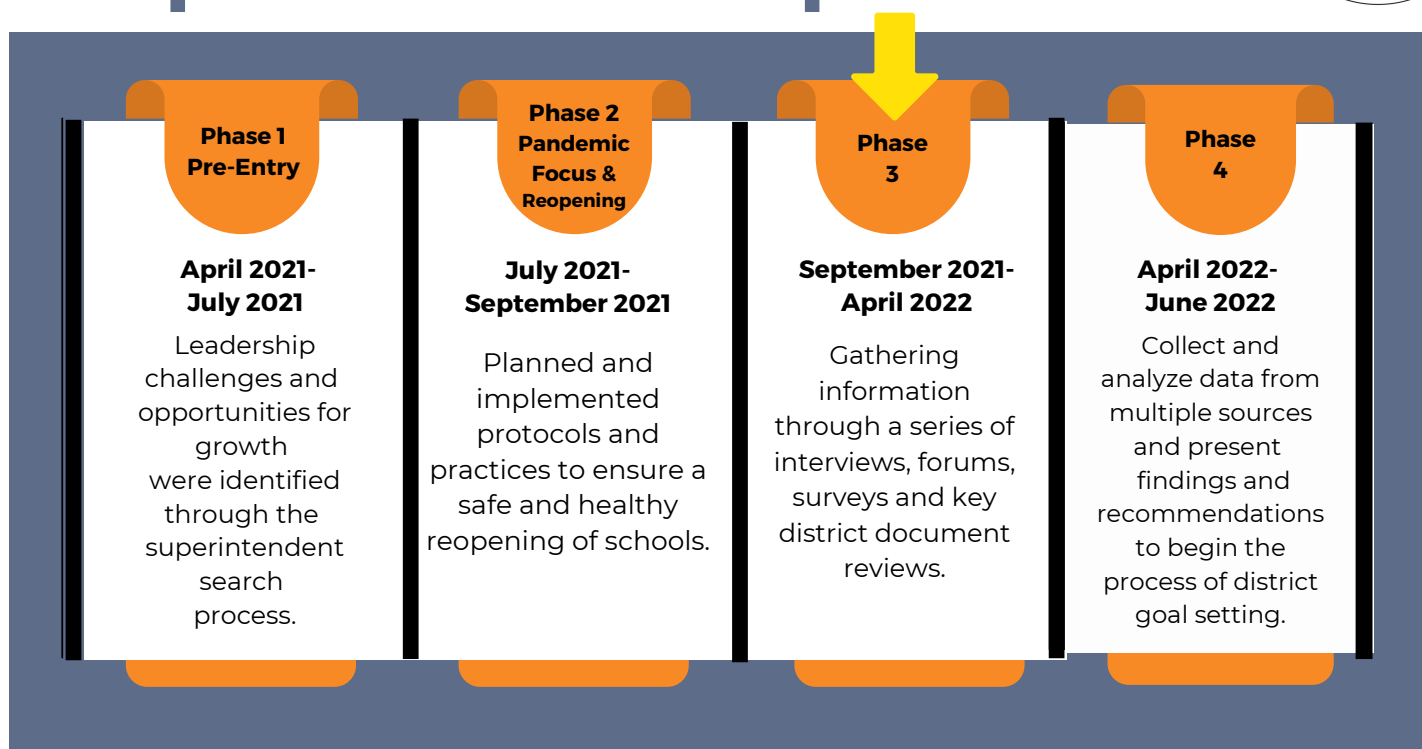 Phase 1
Pre-Entry
April 2021-
July 2021
Leadership
challenges and
opportunities for
growth
were identified
through the
superintendent
search
process.
Phase 2
Pandemic
Focus &
Reopening
July 2021-
September 2021
Planned and
implemented
protocols and
practices to ensure a
safe and healthy
reopening of schools.
Phase
3
September 2021-
April 2022
Gathering
information
through a series of
interviews, forums,
surveys and key
district document
reviews.
Phase
4
April 2022-
June 2022
Collect and
analyze data from
multiple sources
and present
findings and
recommendations
to begin the
process of district
goal setting.